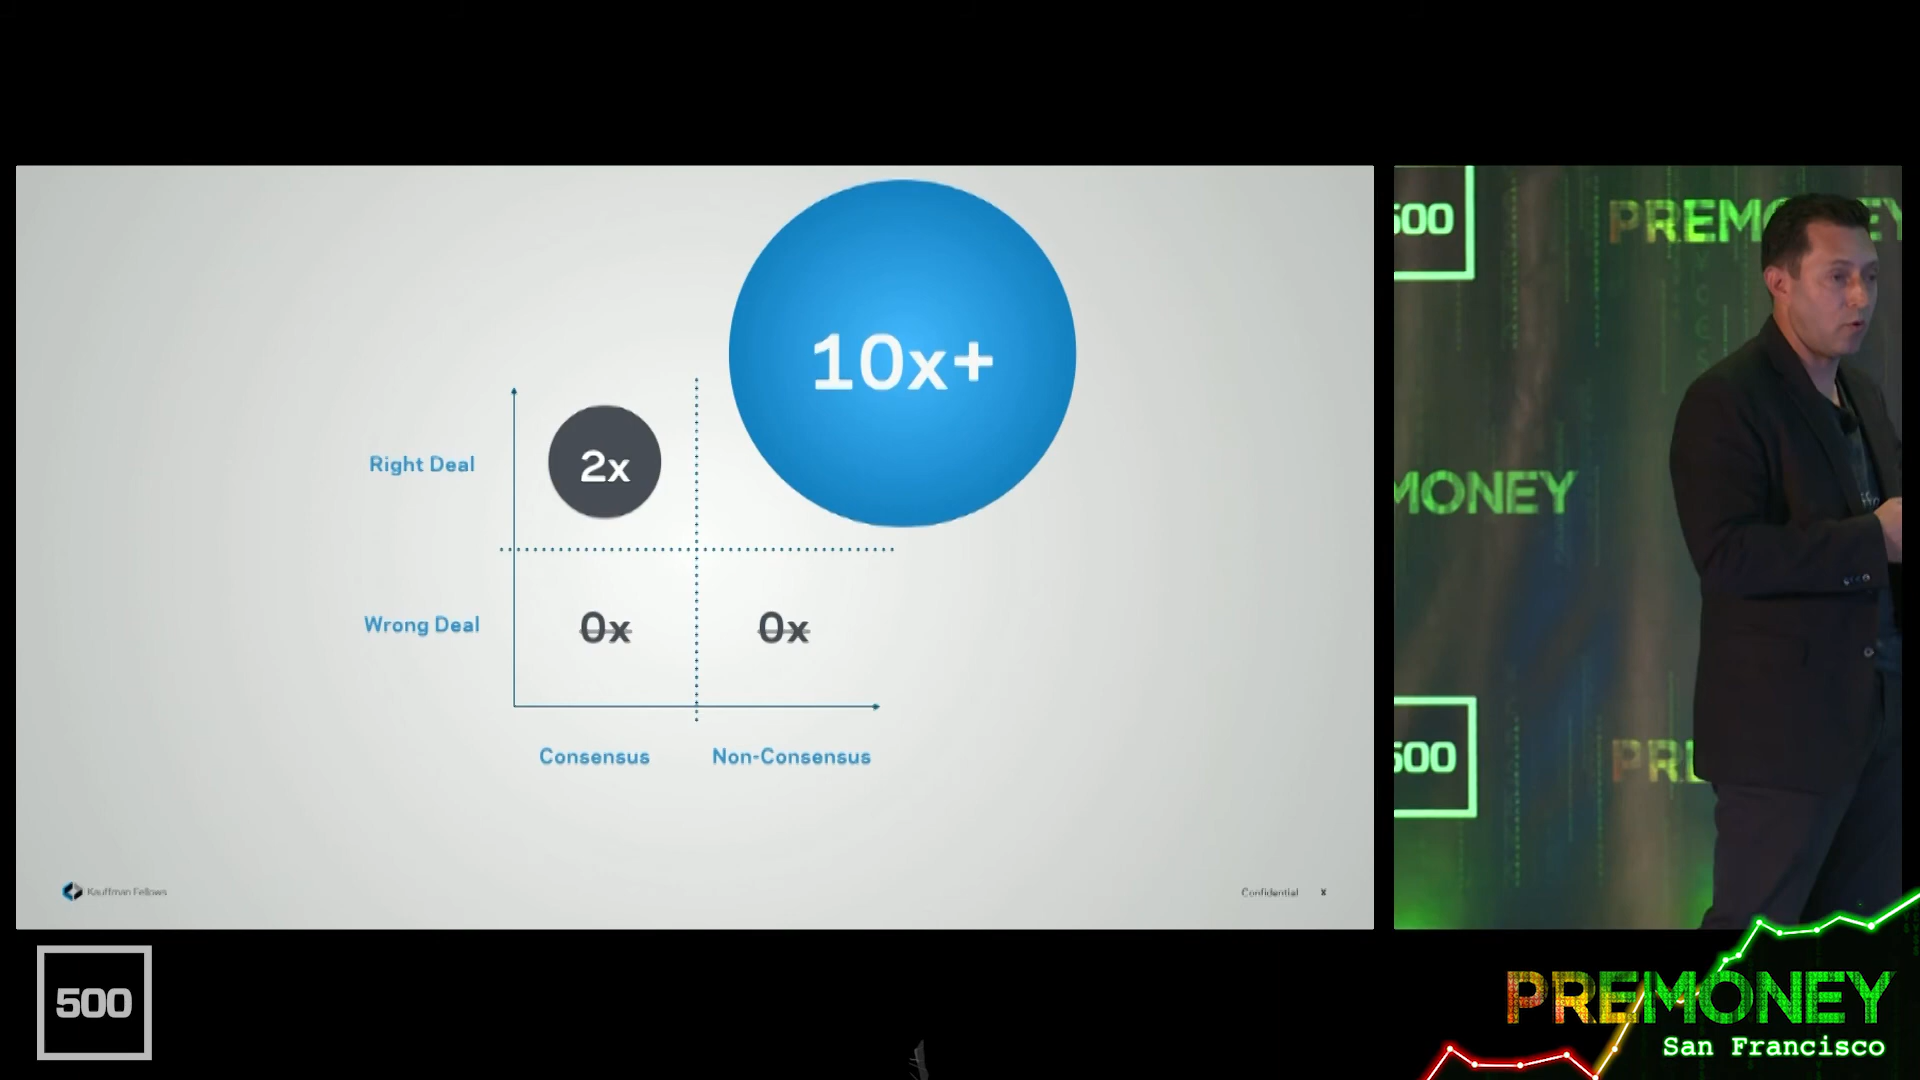 10x+
2x
Right Deal
Wrong Deal
0x
0x
Consensus
Non-Consensus
Kauffman Fellows
Confidential
x
500
PREMONEY
MONEY
500
PRE
500
PREMONEY
San Francisco